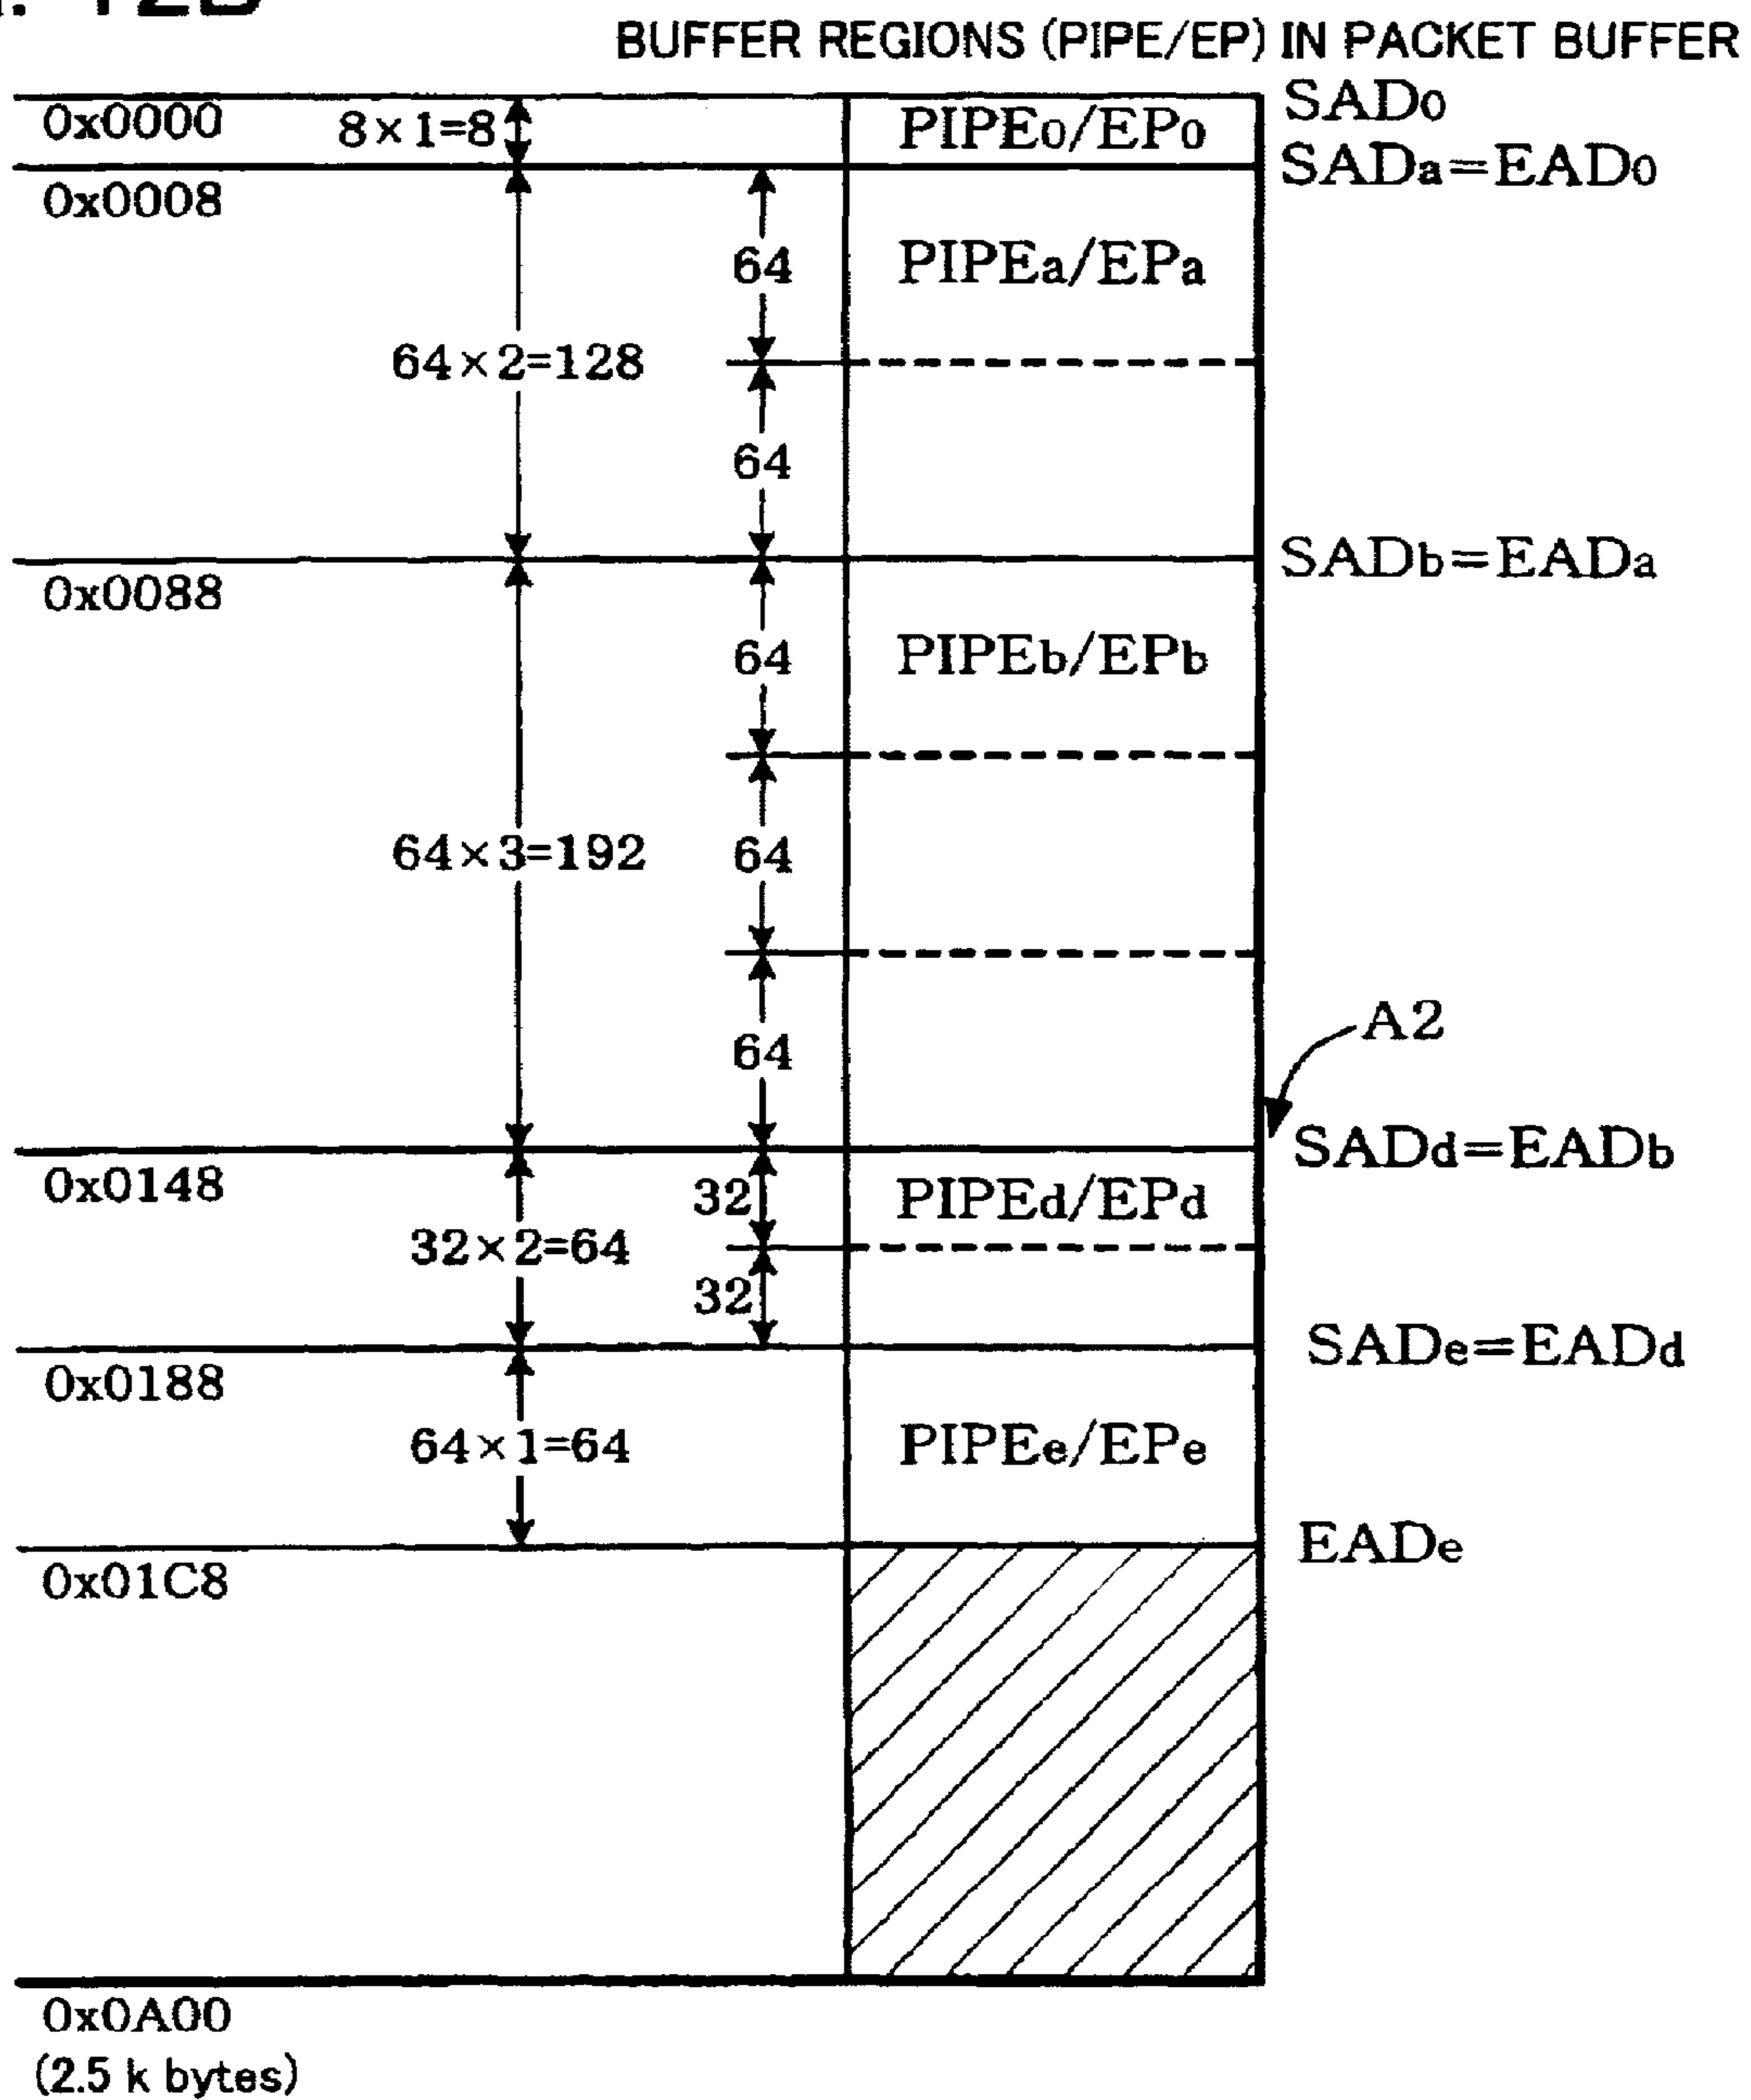 12B
BUFFER REGIONS (PIPE/EP) IN PACKET BUFFER
0x0000 8×1=8 PIPE0/EP0 SAD0
SADa=EAD0
0x0008
64 PIPEa/EPa
64×2=128
64
SADb=EADa
0x0088
64 PIPEb/EPb
64×3=192 64
A2
64
SADd=EADb
0x0148 32 PIPEd/EPd
32×2=64
32
SADe=EADd
0x0188
64×1=64 PIPEe/EPe
EADe
0x01C8
0x0A00
(2.5 k bytes)